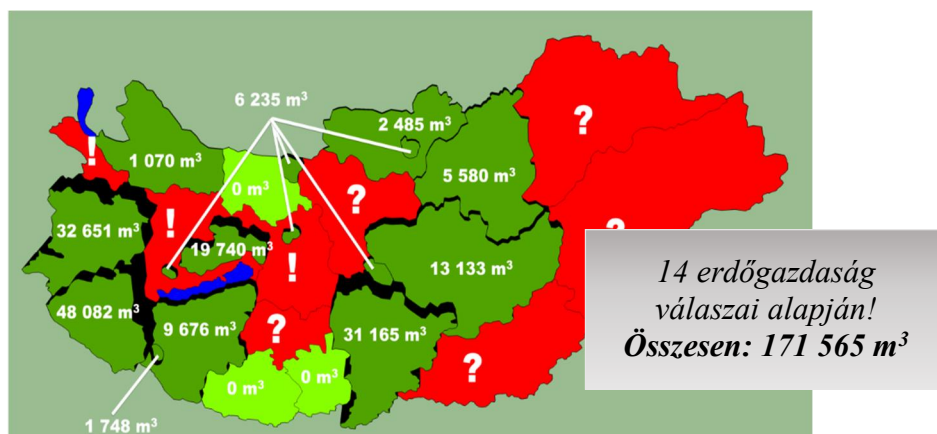 6 235 m³
2 485 m³
?
!
1 070 m³
5 580 m³
0 m³
?
!
32 651 m³
19 740 m³
?
!
13 133 m³
14 erdőgazdaság
válaszai alapján!
Összesen: 171 565 m³
48 082 m³
9 676 m³
?
31 165 m³
?
0 m³
0 m³
1 748 m³